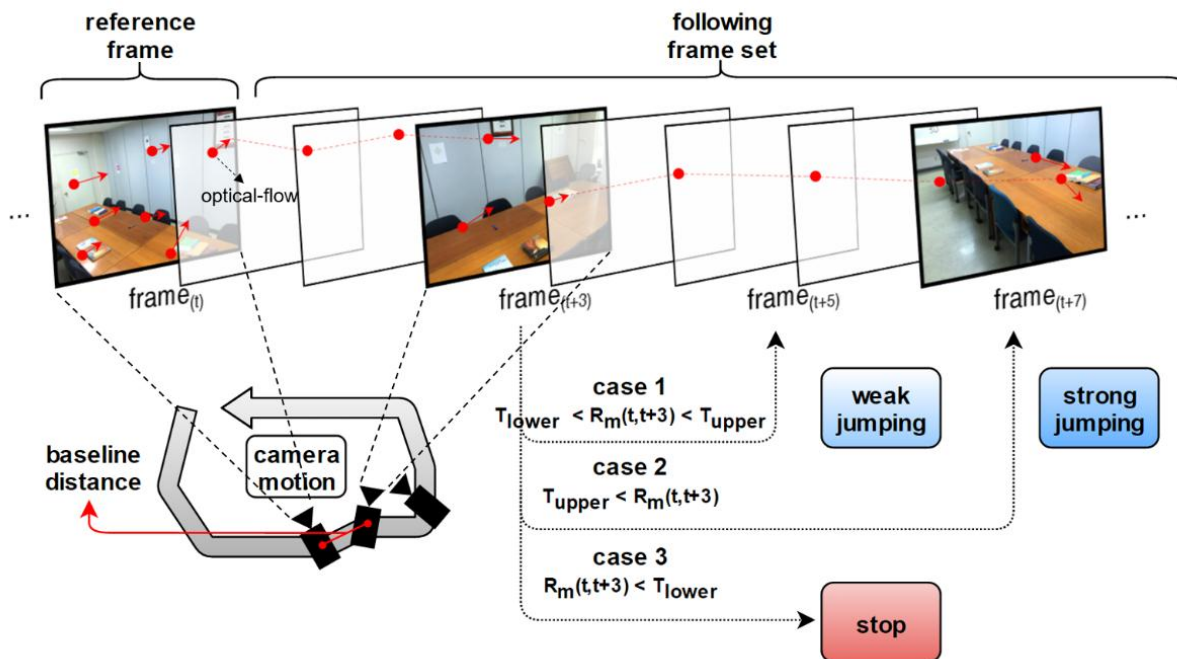 reference
frame
following
frame set
optical-flow
...
...
frame(t)
frame(t+3)
frame(t+5)
frame(t+7)
case 1
Tlower < Rm(t,t+3) < Tupper
weak
jumping
strong
jumping
baseline
distance
camera
motion
case 2
Tupper < Rm(t,t+3)
case 3
Rm(t,t+3) < Tlower
stop